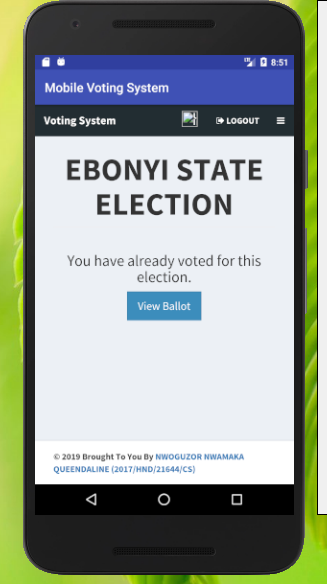 8:51
Mobile Voting System
Voting System
LOGOUT
EBONYI STATE
ELECTION
You have already voted for this
election.
View Ballot
© 2019 Brought To You By NWOGUZOR NWAMAKA
QUEENDALINE (2017/HND/21644/CS)